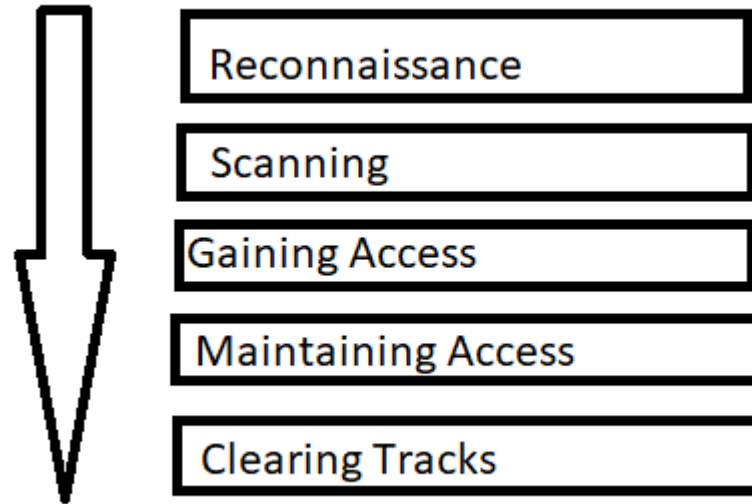 Reconnaissance
Scanning
Gaining Access
Maintaining Access
Clearing Tracks